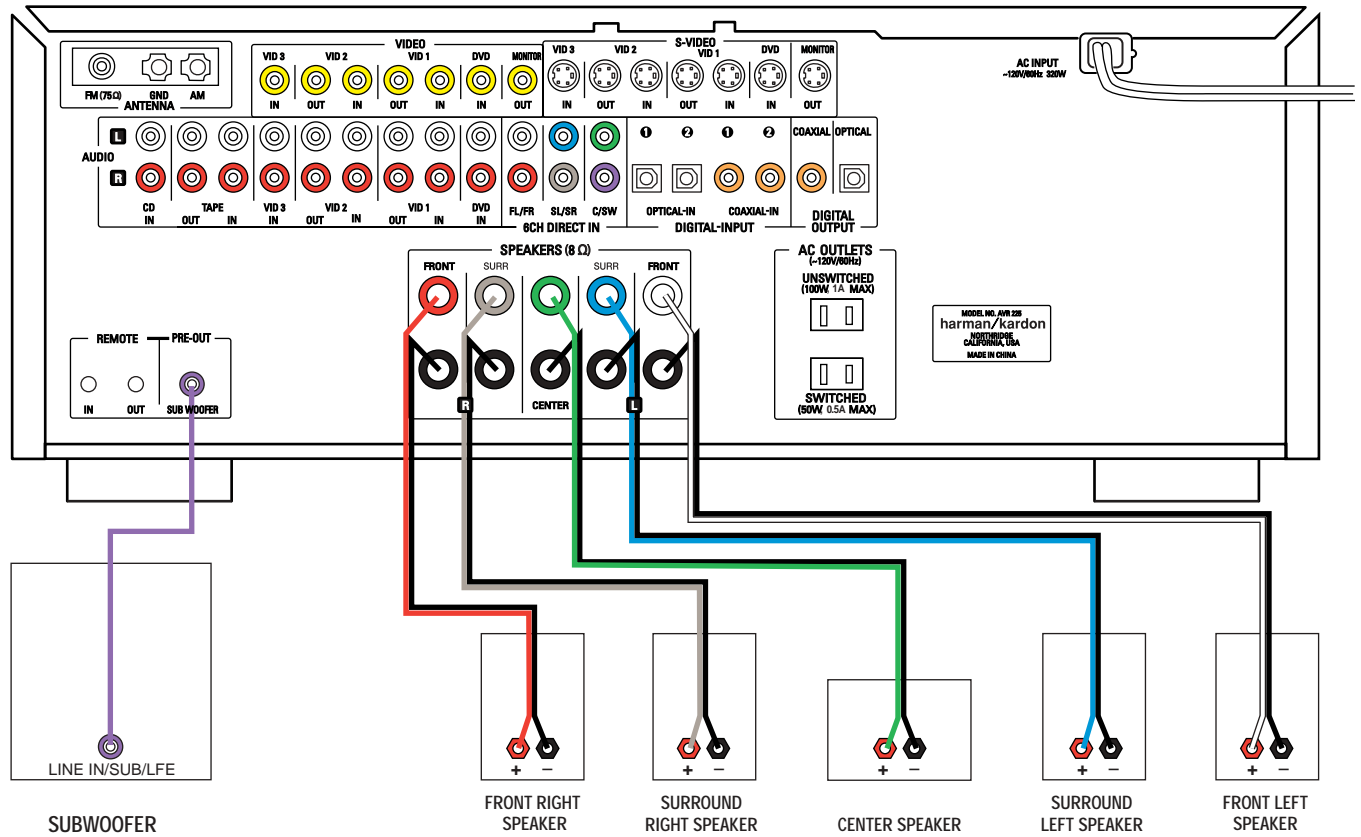 VIDEO
VID 3 VID 2 VID 1 DVD MONITOR
IN OUT IN OUT IN IN OUT
S-VIDEO
VID 3 VID 2 VID 1 DVD MONITOR
IN OUT IN OUT IN IN OUT
AC INPUT
~120V/60Hz 320W
FM (75Ω) GND AM
ANTENNA
AUDIO
L
R
CD TAPE VID 3 VID 2 VID 1 DVD
IN OUT IN IN OUT IN OUT IN IN
FL/FR SL/SR C/SW
6CH DIRECT IN
1 2 1 2
OPTICAL-IN COAXIAL-IN
DIGITAL-INPUT
COAXIAL OPTICAL
DIGITAL
OUTPUT
SPEAKERS (8 Ω)
FRONT SURR SURR FRONT
R CENTER L
AC OUTLETS
(~120V/60Hz)
UNSWITCHED
(100W, 1A MAX)
SWITCHED
(50W, 0.5A MAX)
MODEL NO. AVR 225
harman/kardon
NORTHRIDGE
CALIFORNIA, USA
MADE IN CHINA
REMOTE PRE-OUT
IN OUT SUB WOOFER
LINE IN/SUB/LFE
SUBWOOFER
+ –
FRONT RIGHT
SPEAKER
+ –
SURROUND
RIGHT SPEAKER
+ –
CENTER SPEAKER
+ –
SURROUND
LEFT SPEAKER
+ –
FRONT LEFT
SPEAKER